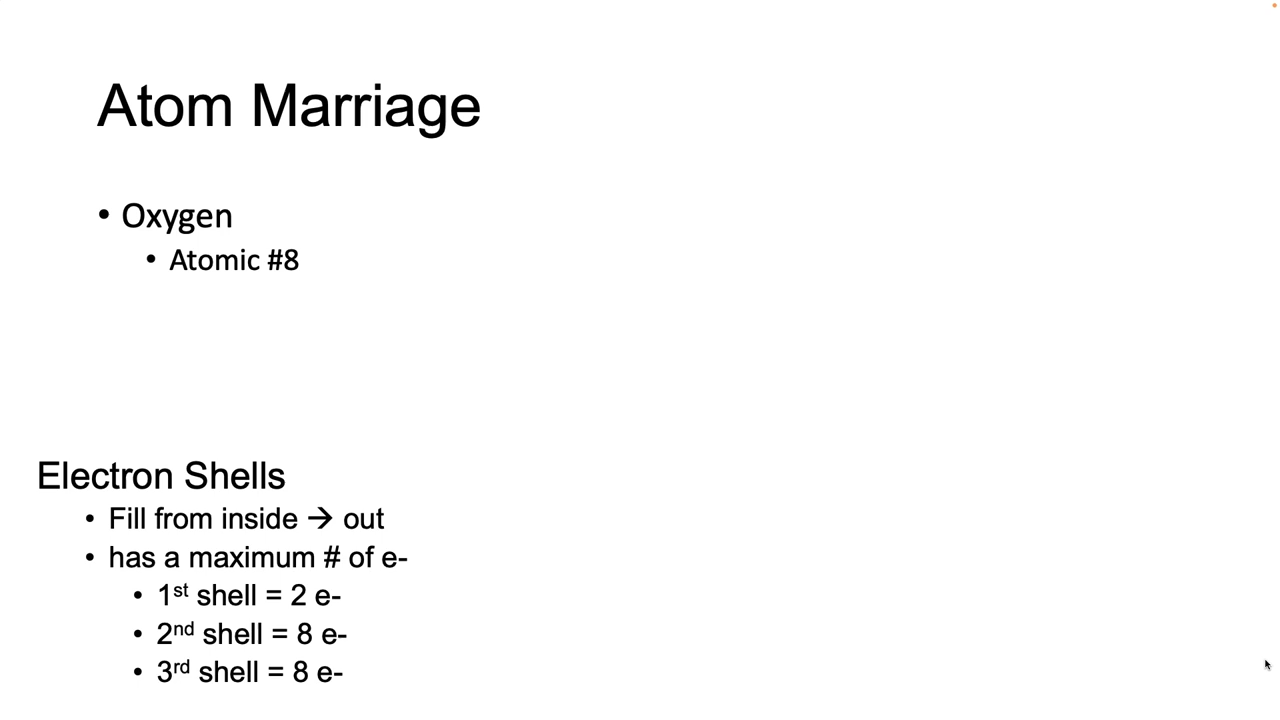 Atom Marriage
• Oxygen
• Atomic #8
Electron Shells
• Fill from inside → out
• has a maximum # of e-
• 1st shell = 2 e-
• 2nd shell = 8 e-
• 3rd shell = 8 e-